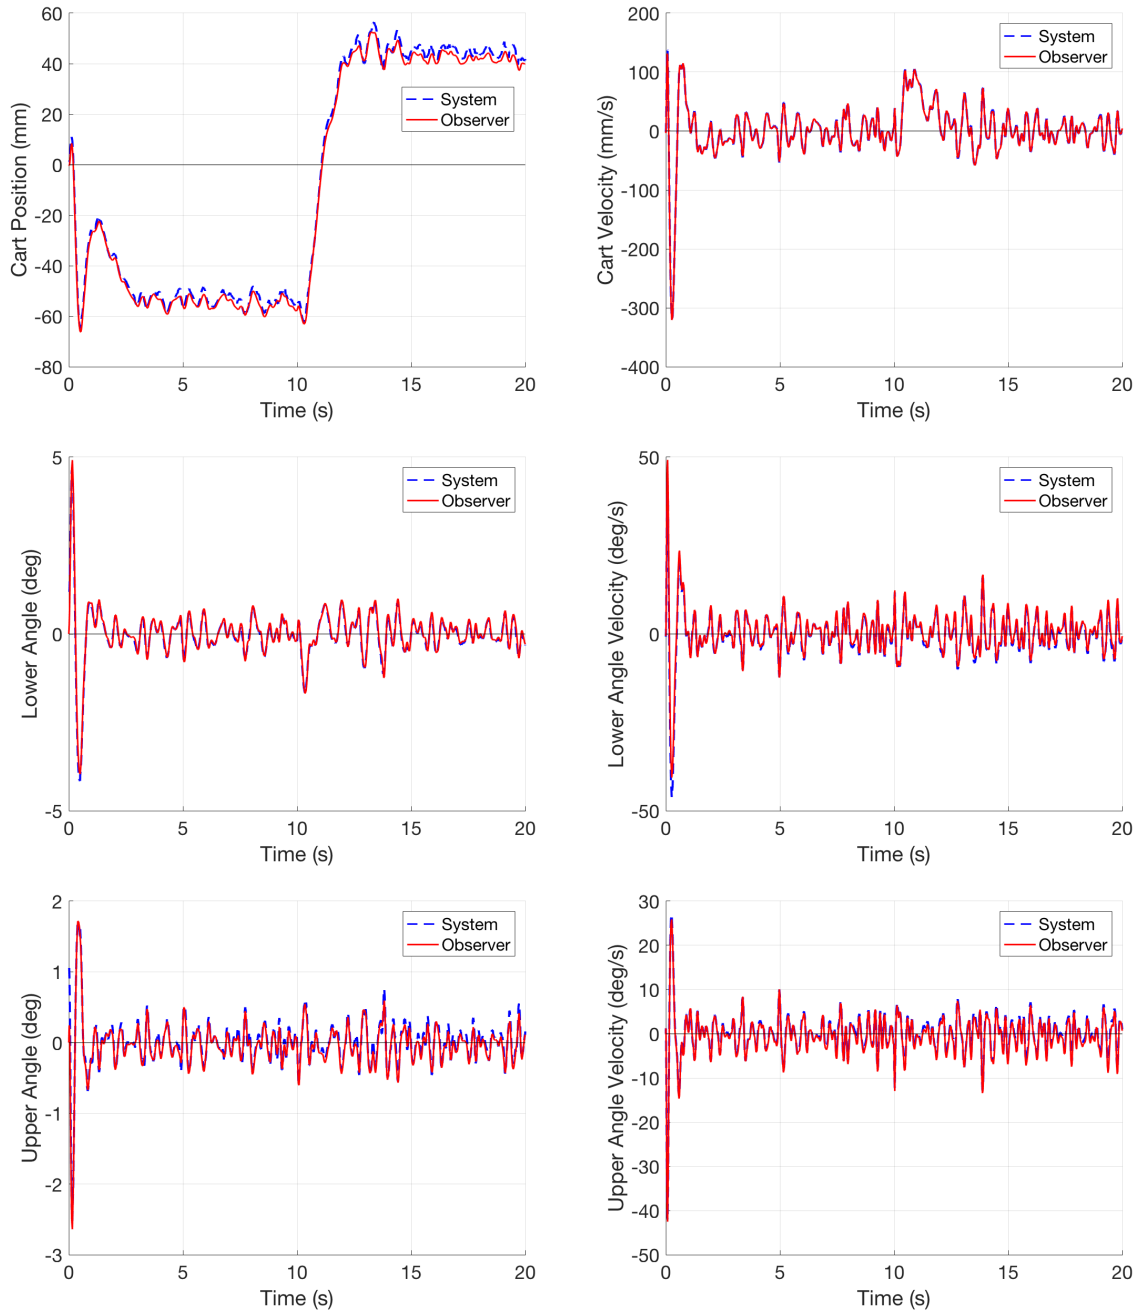 60
40
20
0
-20
-40
-60
-80
0
5
10
15
20
Cart Position (mm)
Time (s)
System
Observer
200
100
0
-100
-200
-300
-400
0
5
10
15
20
Cart Velocity (mm/s)
Time (s)
System
Observer
5
0
-5
0
5
10
15
20
Lower Angle (deg)
Time (s)
System
Observer
50
0
-50
0
5
10
15
20
Lower Angle Velocity (deg/s)
Time (s)
System
Observer
2
1
0
-1
-2
-3
0
5
10
15
20
Upper Angle (deg)
Time (s)
System
Observer
30
20
10
0
-10
-20
-30
-40
-50
0
5
10
15
20
Upper Angle Velocity (deg/s)
Time (s)
System
Observer